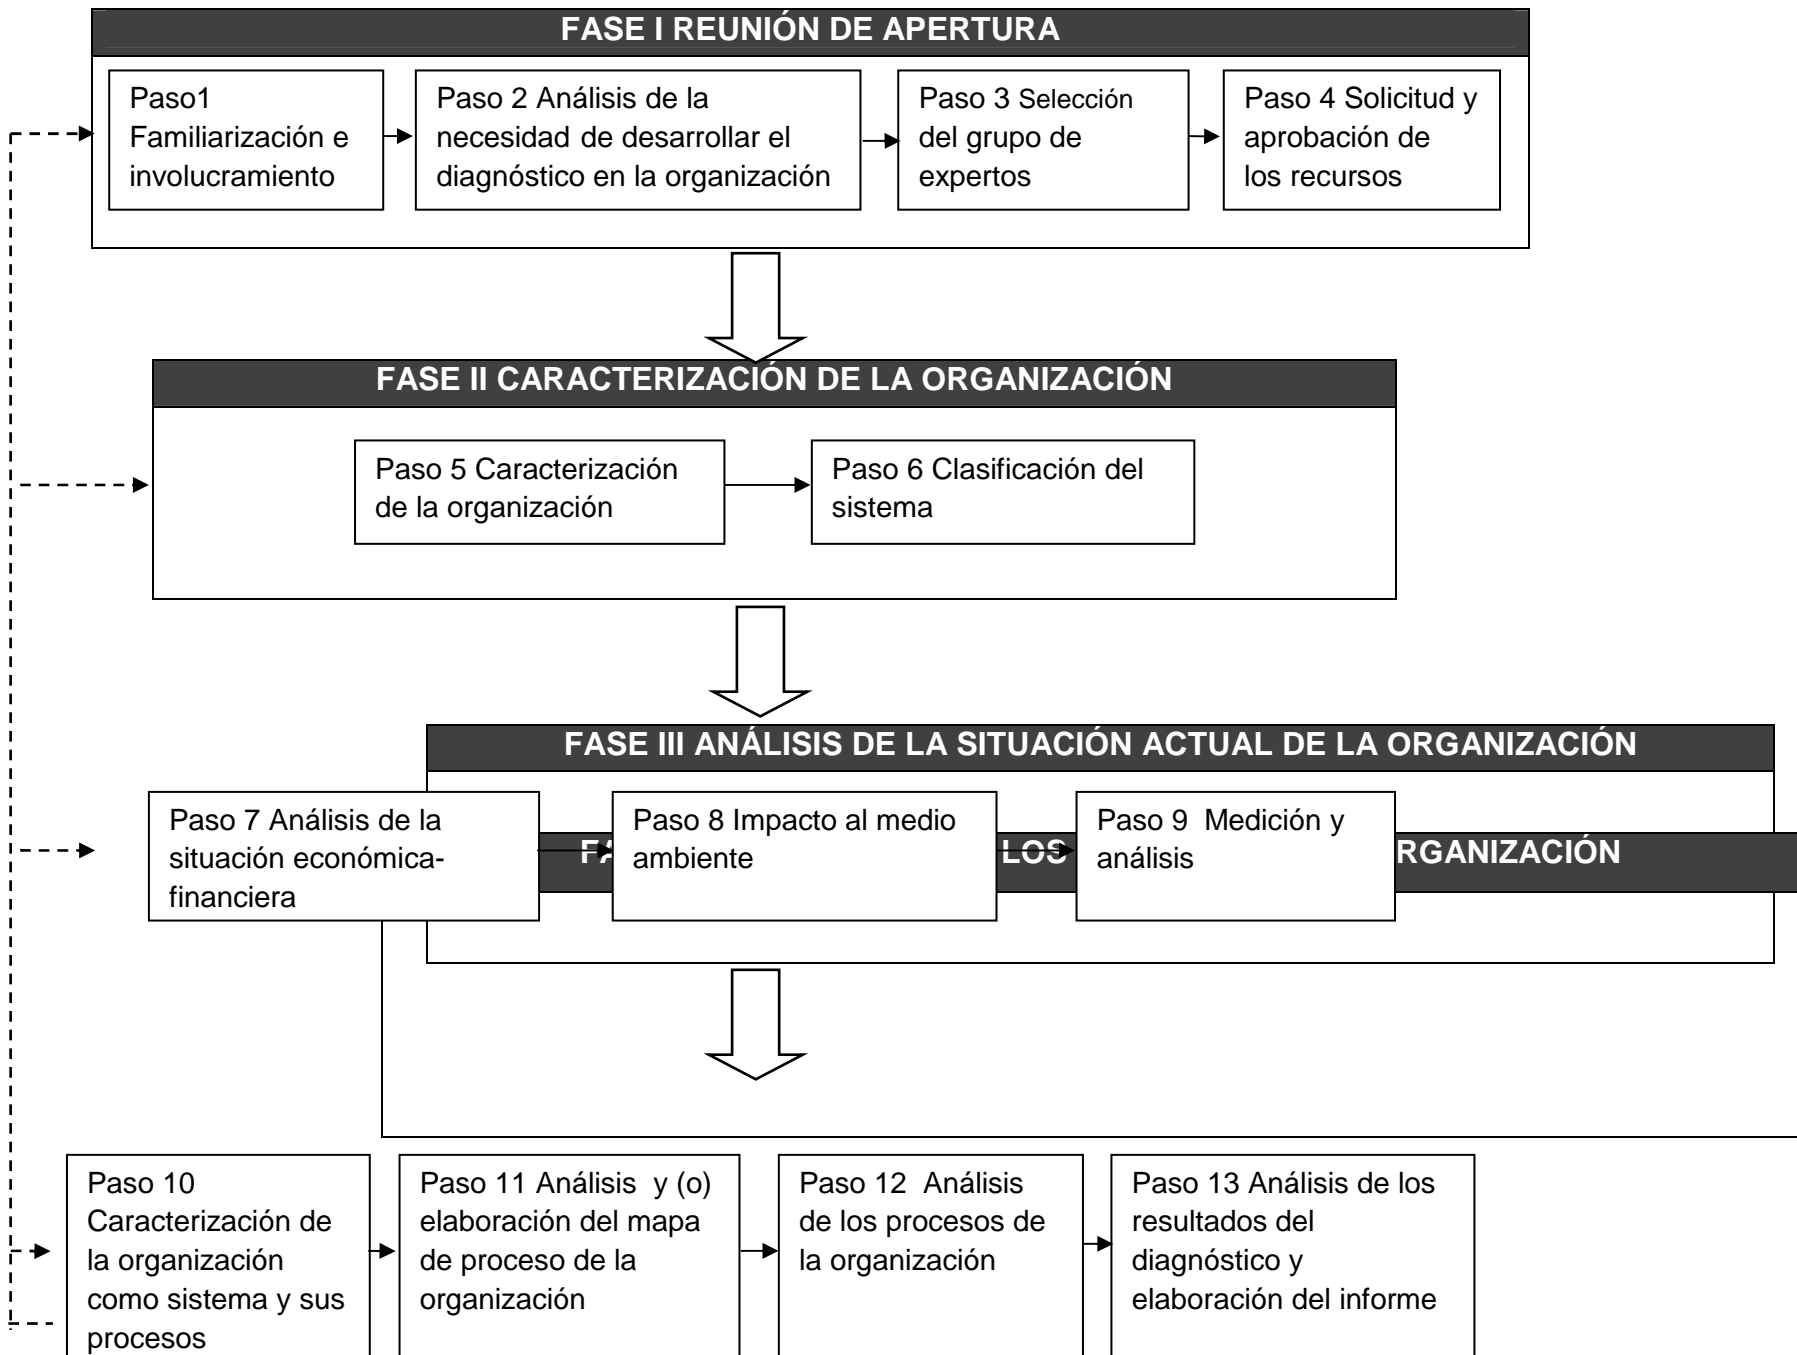 FASE I REUNIÓN DE APERTURA
Paso1
Familiarización e
involucramiento
Paso 2 Análisis de la
necesidad de desarrollar el
diagnóstico en la organización
Paso 3 Selección
del grupo de
expertos
Paso 4 Solicitud y
aprobación de
los recursos
FASE II CARACTERIZACIÓN DE LA ORGANIZACIÓN
Paso 5 Caracterización
de la organización
Paso 6 Clasificación del
sistema
FASE III ANÁLISIS DE LA SITUACIÓN ACTUAL DE LA ORGANIZACIÓN
Paso 7 Análisis de la
situación económica-
financiera
Paso 8 Impacto al medio
ambiente
Paso 9  Medición y
análisis
LOS
RGANIZACIÓN
Paso 10
Caracterización de
la organización
como sistema y sus
procesos
Paso 11 Análisis  y (o)
elaboración del mapa
de proceso de la
organización
Paso 12  Análisis
de los procesos de
la organización
Paso 13 Análisis de los
resultados del
diagnóstico y
elaboración del informe